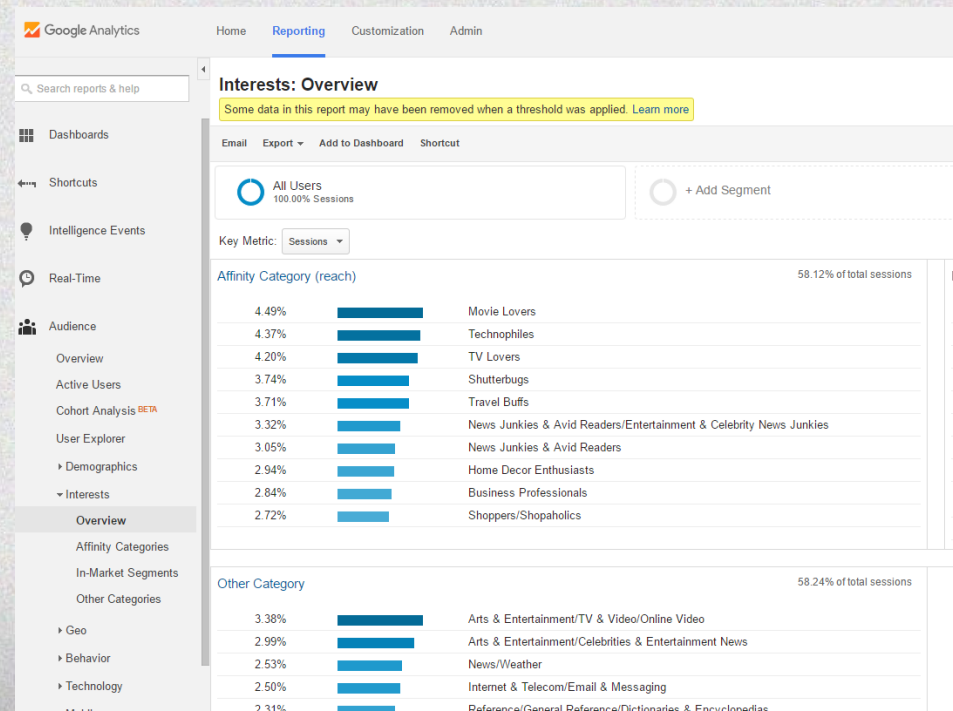 Google Analytics
Home Reporting Customization Admin
Search reports & help
Dashboards
Shortcuts
Intelligence Events
Real-Time
Audience
Overview
Active Users
Cohort Analysis BETA
User Explorer
Demographics
Interests
Overview
Affinity Categories
In-Market Segments
Other Categories
Geo
Behavior
Technology
Interests: Overview
Some data in this report may have been removed when a threshold was applied. Learn more
Email Export Add to Dashboard Shortcut
All Users
100.00% Sessions
+ Add Segment
Key Metric: Sessions
Affinity Category (reach) 58.12% of total sessions
4.49% Movie Lovers
4.37% Technophiles
4.20% TV Lovers
3.74% Shutterbugs
3.71% Travel Buffs
3.32% News Junkies & Avid Readers/Entertainment & Celebrity News Junkies
3.05% News Junkies & Avid Readers
2.94% Home Decor Enthusiasts
2.84% Business Professionals
2.72% Shoppers/Shopaholics
Other Category 58.24% of total sessions
3.38% Arts & Entertainment/TV & Video/Online Video
2.99% Arts & Entertainment/Celebrities & Entertainment News
2.53% News/Weather
2.50% Internet & Telecom/Email & Messaging
2.31% Reference/General Reference/Dictionaries & Encyclopedias